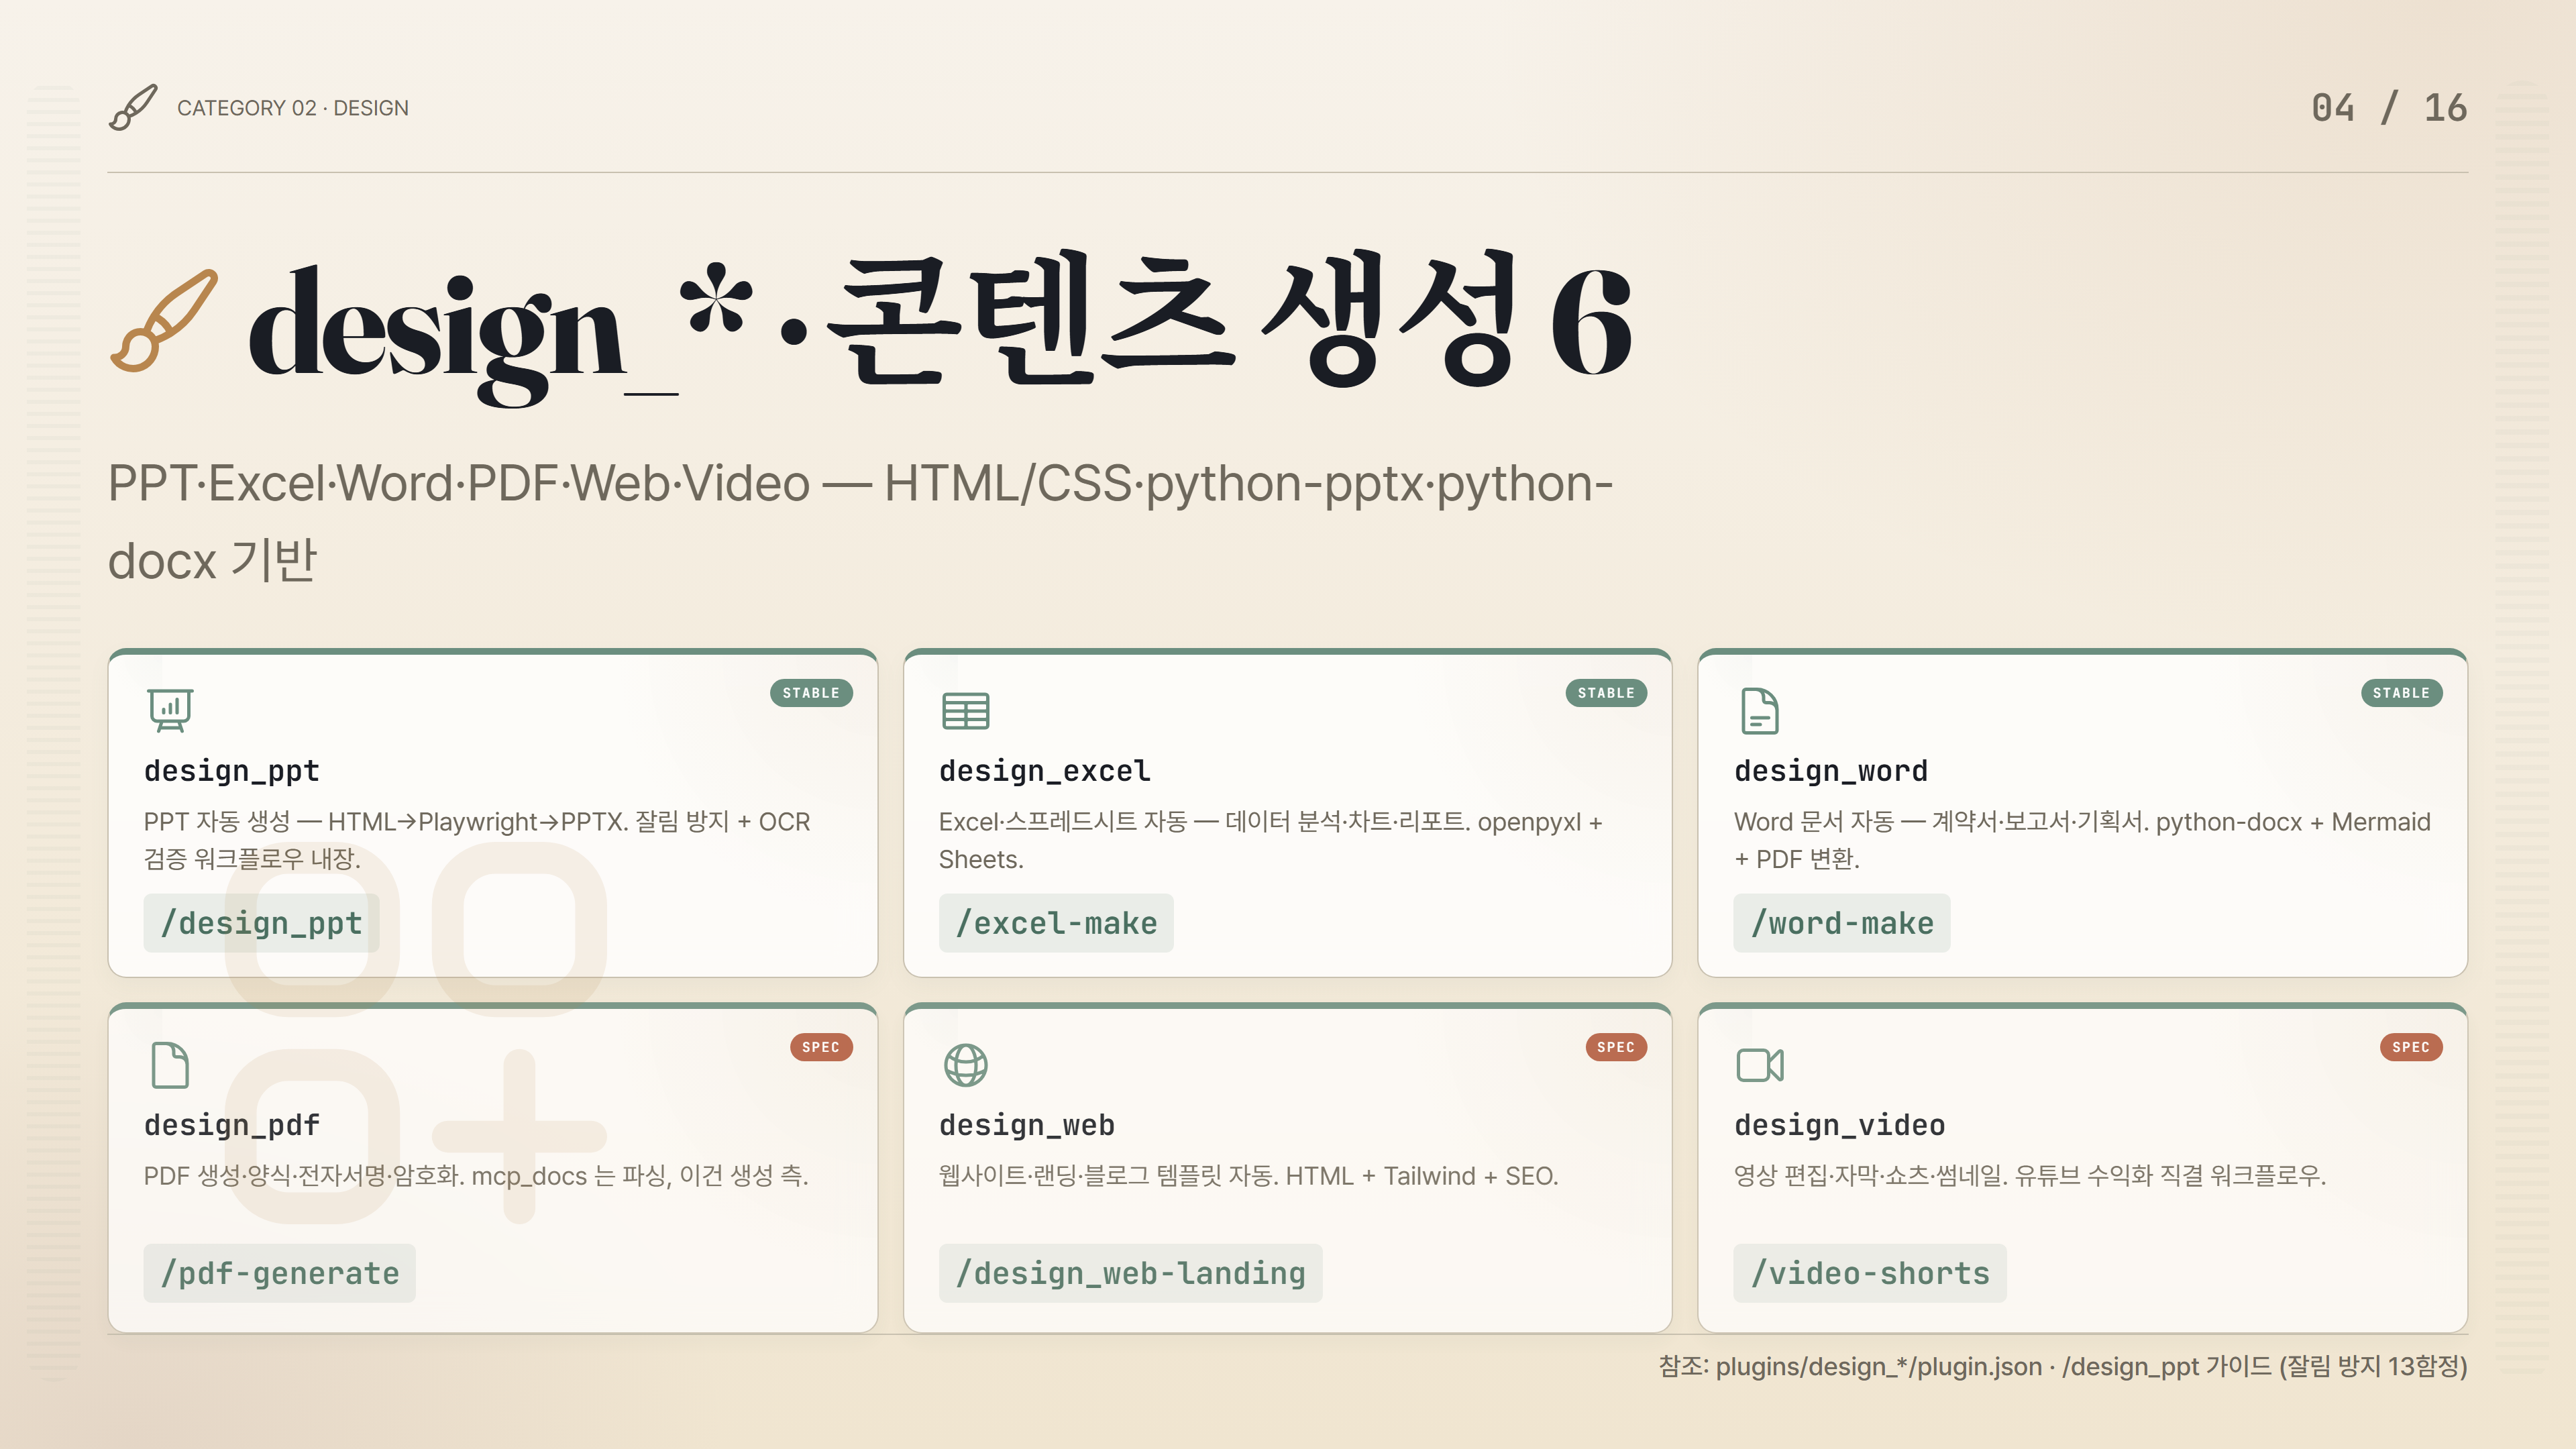 CATEGORY 02 · DESIGN
04 / 16
design_*·콘텐츠 생성 6
PPT·Excel·Word·PDF·Web·Video — HTML/CSS·python-pptx·python-
docx 기반
STABLE
design_ppt
PPT 자동 생성 — HTML→Playwright→PPTX. 잘림 방지 + OCR
검증 워크플로우 내장.
/design_ppt
STABLE
design_excel
Excel·스프레드시트 자동 — 데이터 분석·차트·리포트. openpyxl +
Sheets.
/excel-make
STABLE
design_word
Word 문서 자동 — 계약서·보고서·기획서. python-docx + Mermaid
+ PDF 변환.
/word-make
SPEC
design_pdf
PDF 생성·양식·전자서명·암호화. mcp_docs 는 파싱, 이건 생성 측.
/pdf-generate
SPEC
design_web
웹사이트·랜딩·블로그 템플릿 자동. HTML + Tailwind + SEO.
/design_web-landing
SPEC
design_video
영상 편집·자막·쇼츠·썸네일. 유튜브 수익화 직결 워크플로우.
/video-shorts
참조: plugins/design_*/plugin.json · /design_ppt 가이드 (잘림 방지 13함정)